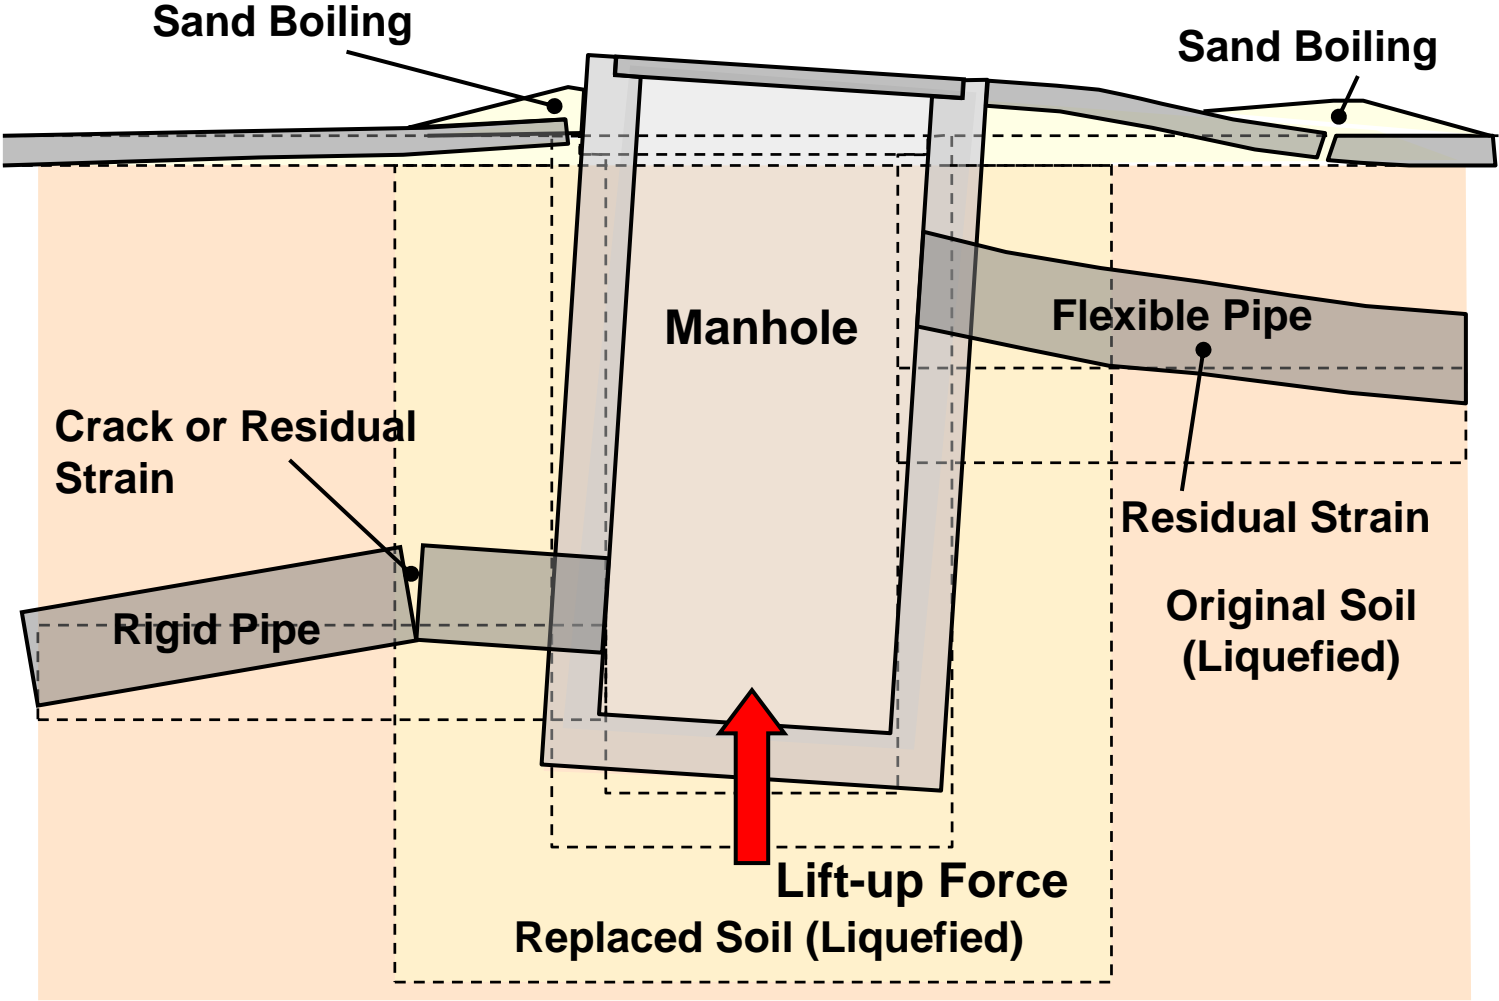 Sand Boiling
Sand Boiling
Manhole
Flexible Pipe
Crack or Residual
Strain
Residual Strain
Rigid Pipe
Original Soil
(Liquefied)
Lift-up Force
Replaced Soil (Liquefied)